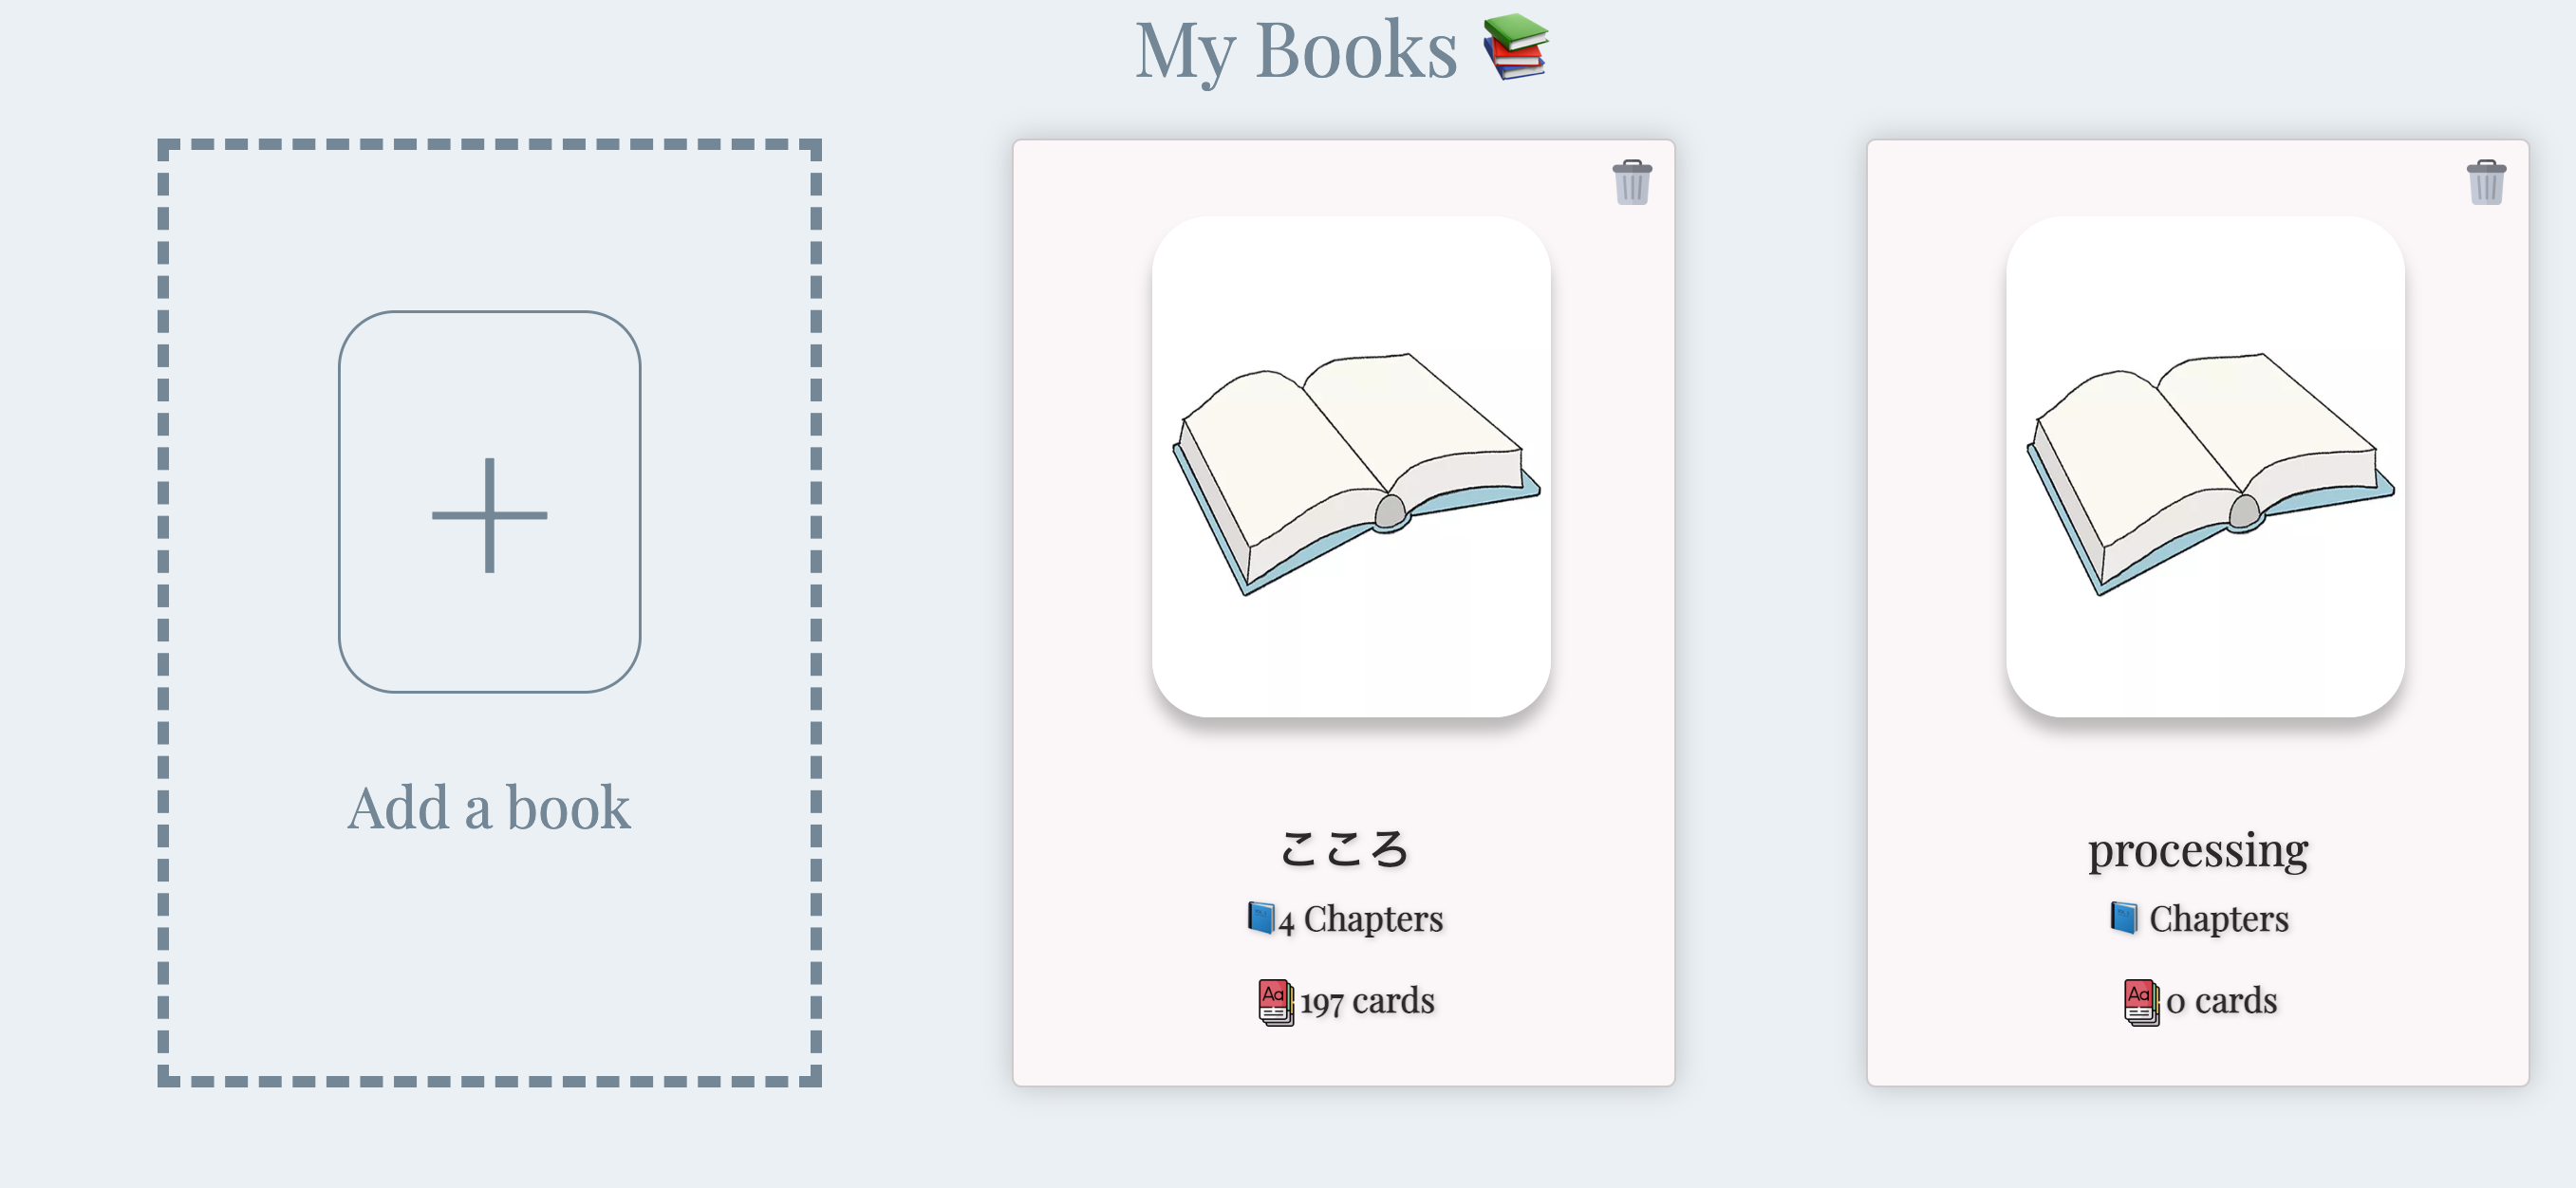 My Books 📚
Add a book
こころ
4 Chapters
197 cards
processing
Chapters
0 cards